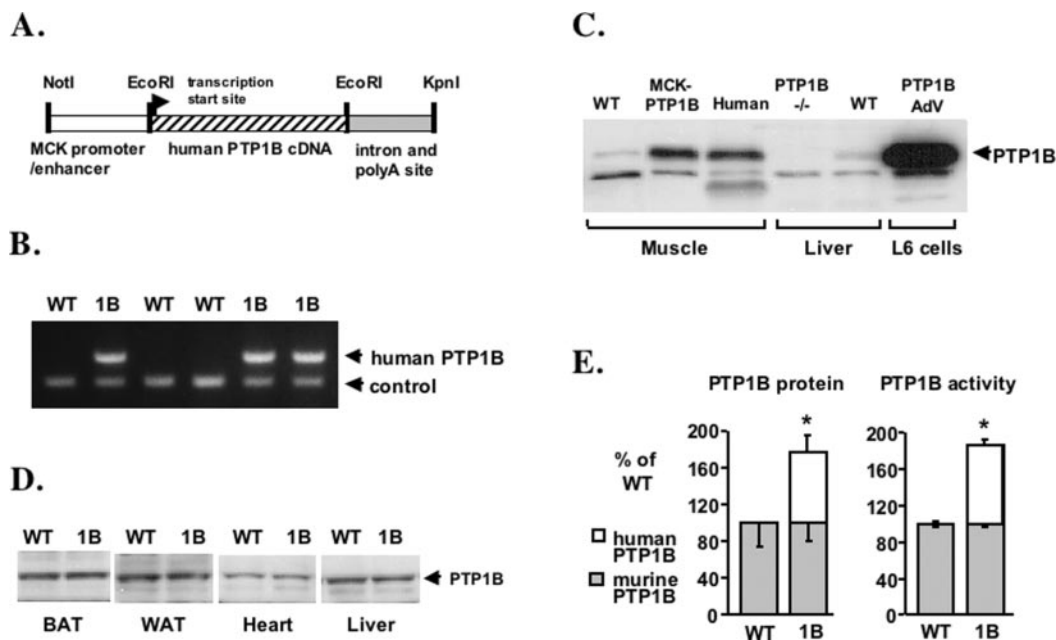 A.
NotI EcoRI transcription start site EcoRI KpnI
MCK promoter /enhancer human PTP1B cDNA intron and polyA site
B.
WT 1B WT WT 1B 1B
human PTP1B
control
C.
WT MCK-PTP1B Human PTP1B -/- WT PTP1B AdV
PTP1B
Muscle Liver L6 cells
D.
WT 1B WT 1B WT 1B WT 1B
PTP1B
BAT WAT Heart Liver
E.
PTP1B protein PTP1B activity
% of WT
human PTP1B
murine PTP1B
200
160
120
80
40
0
*
WT 1B
200
160
120
80
40
0
*
WT 1B